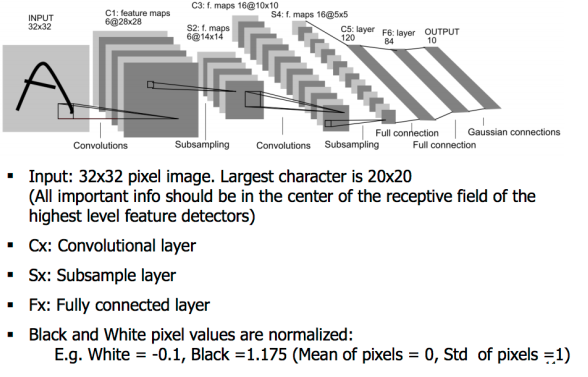 INPUT
32x32
C1: feature maps
6@28x28
C3: f. maps 16@10x10
S2: f. maps
6@14x14
S4: f. maps 16@5x5
C5: layer
120
F6: layer
84
OUTPUT
10
Convolutions
Subsampling
Convolutions
Subsampling
Full connection
Full connection
Gaussian connections
▪ Input: 32x32 pixel image. Largest character is 20x20
(All important info should be in the center of the receptive field of the
highest level feature detectors)
▪ Cx: Convolutional layer
▪ Sx: Subsample layer
▪ Fx: Fully connected layer
▪ Black and White pixel values are normalized:
E.g. White = -0.1, Black =1.175 (Mean of pixels = 0, Std of pixels =1)